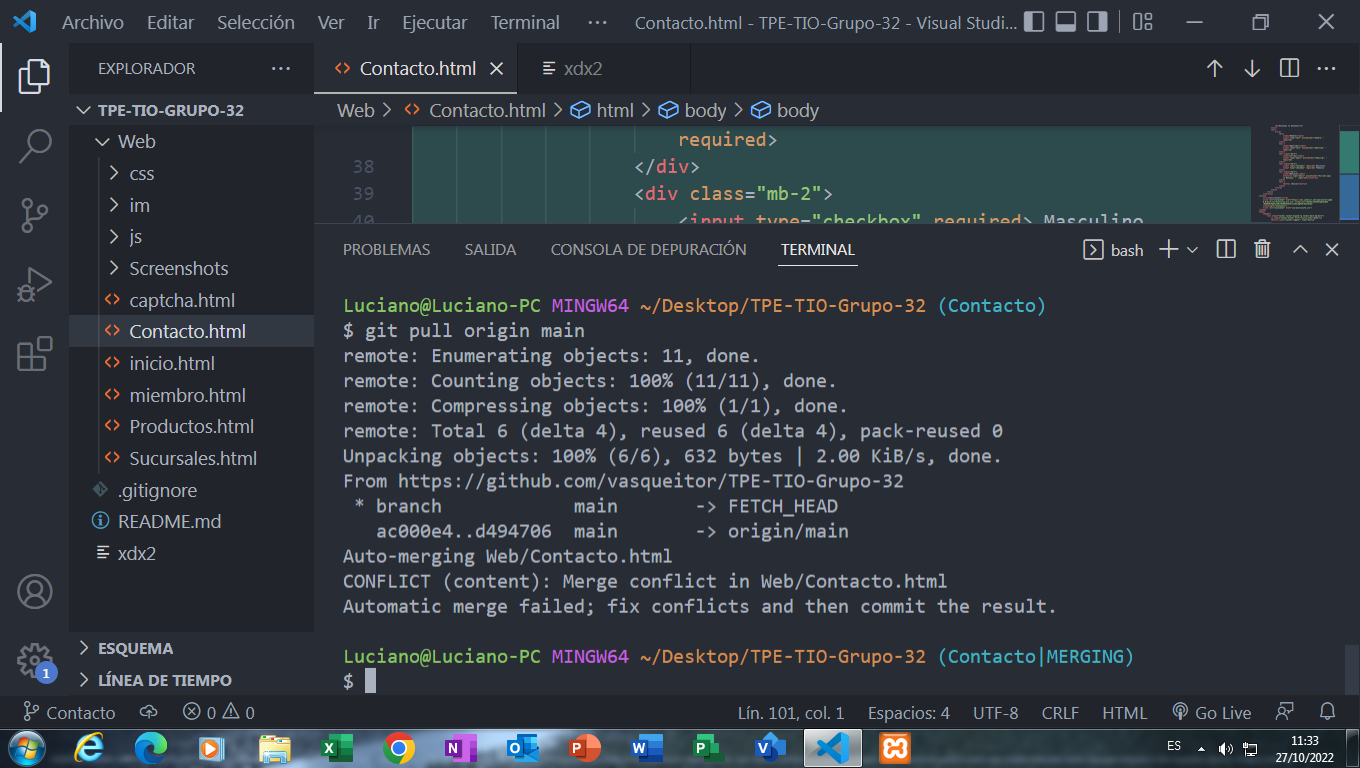 Archivo Editar Selección Ver Ir Ejecutar Terminal ··· Contacto.html - TPE-TIO-Grupo-32 - Visual Studi...
EXPLORADOR ···
Contacto.html
xdx2
TPE-TIO-GRUPO-32
Web > Contacto.html > html > body > body
Web
css
im
js
Screenshots
captcha.html
Contacto.html
inicio.html
miembro.html
Productos.html
Sucursales.html
.gitignore
README.md
xdx2
ESQUEMA
LÍNEA DE TIEMPO
required>
38 </div>
39 <div class="mb-2">
40 <input type="checkbox" required> Masculino
PROBLEMAS SALIDA CONSOLA DE DEPURACIÓN TERMINAL bash
Luciano@Luciano-PC MINGW64 ~/Desktop/TPE-TIO-Grupo-32 (Contacto)
$ git pull origin main
remote: Enumerating objects: 11, done.
remote: Counting objects: 100% (11/11), done.
remote: Compressing objects: 100% (1/1), done.
remote: Total 6 (delta 4), reused 6 (delta 4), pack-reused 0
Unpacking objects: 100% (6/6), 632 bytes | 2.00 KiB/s, done.
From https://github.com/vasqueitor/TPE-TIO-Grupo-32
 * branch            main       -> FETCH_HEAD
   ac000e4..d494706  main       -> origin/main
Auto-merging Web/Contacto.html
CONFLICT (content): Merge conflict in Web/Contacto.html
Automatic merge failed; fix conflicts and then commit the result.
Luciano@Luciano-PC MINGW64 ~/Desktop/TPE-TIO-Grupo-32 (Contacto|MERGING)
$
1
Contacto 0 0 Lín. 101, col. 1 Espacios: 4 UTF-8 CRLF HTML Go Live
ES
11:33
27/10/2022